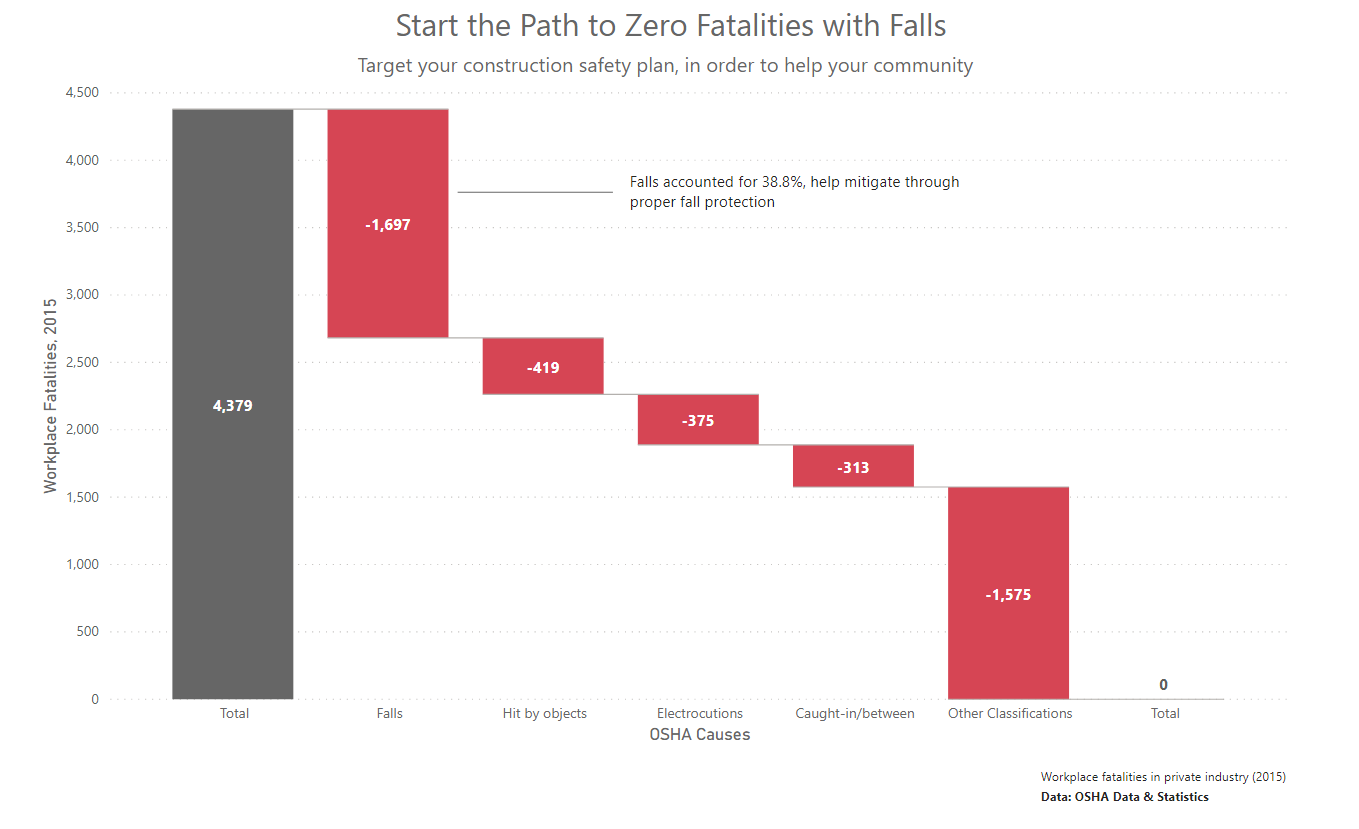 Start the Path to Zero Fatalities with Falls
Target your construction safety plan, in order to help your community
4,500
4,000
3,500
3,000
2,500
2,000
1,500
1,000
500
0
Workplace Fatalities, 2015
4,379
-1,697
-419
-375
-313
-1,575
0
Falls accounted for 38.8%, help mitigate through
proper fall protection
Total
Falls
Hit by objects
Electrocutions
Caught-in/between
Other Classifications
Total
OSHA Causes
Workplace fatalities in private industry (2015)
Data: OSHA Data & Statistics